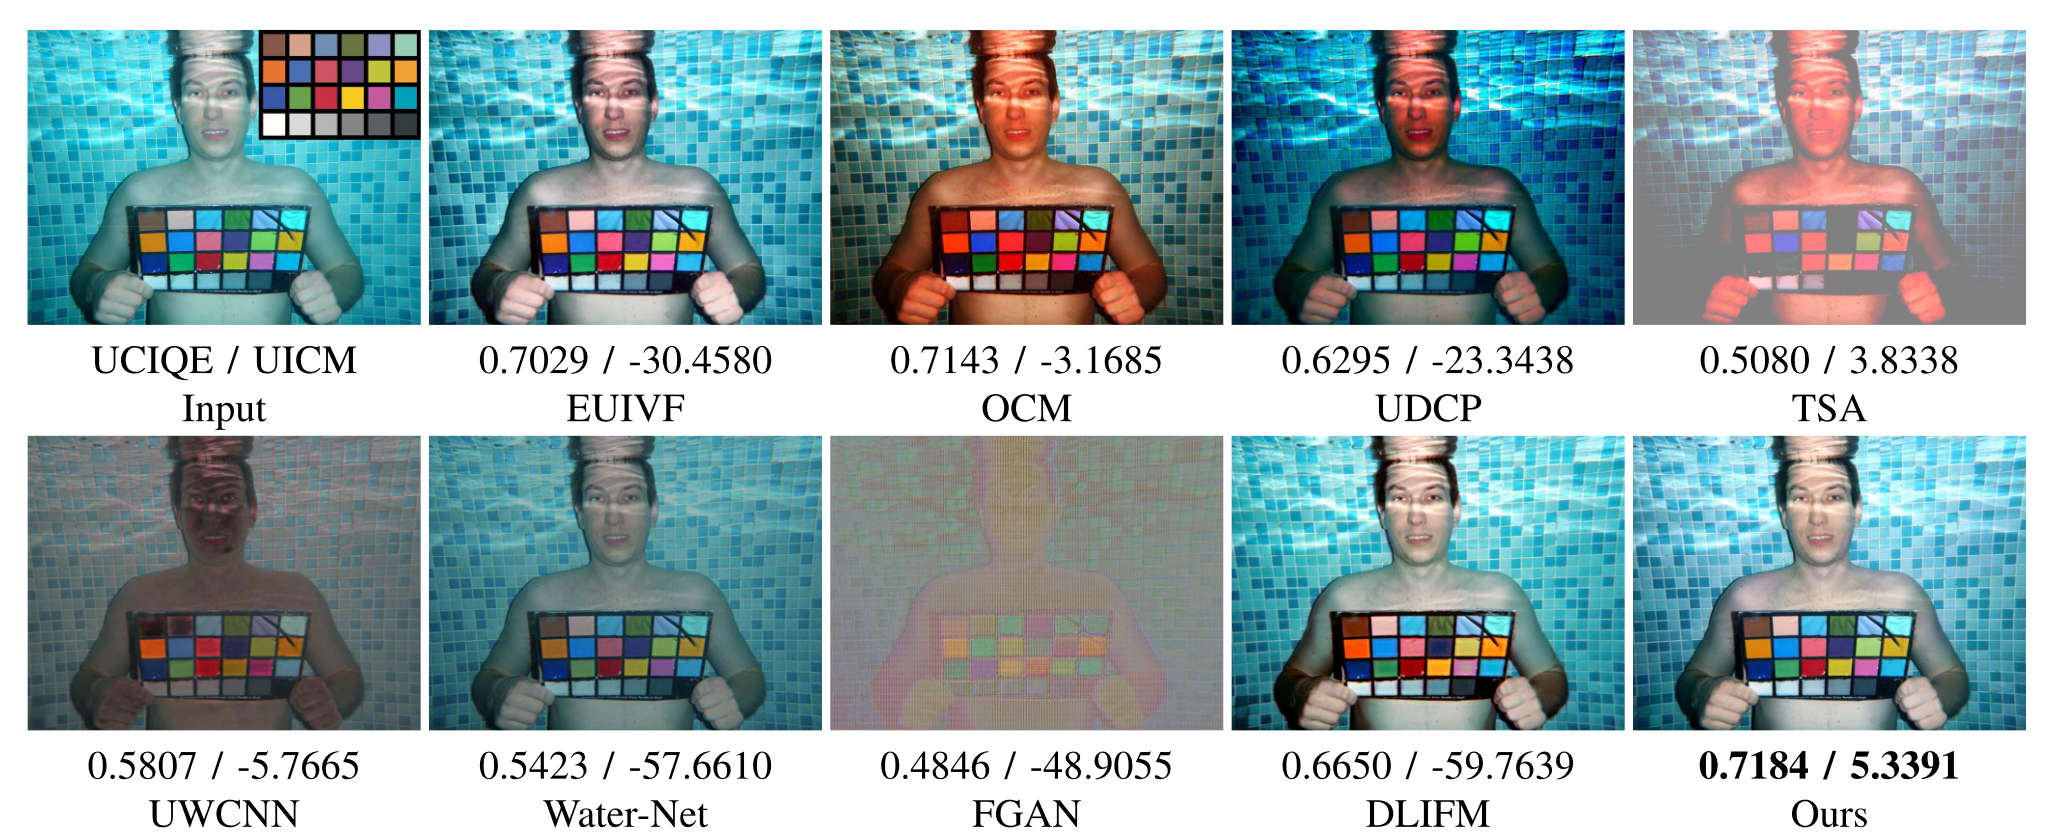 UCIQE / UICM
0.7029 / -30.4580
0.7143 / -3.1685
0.6295 / -23.3438
0.5080 / 3.8338
Input
EUIVF
OCM
UDCP
TSA
0.5807 / -5.7665
0.5423 / -57.6610
0.4846 / -48.9055
0.6650 / -59.7639
0.7184 / 5.3391
UWCNN
Water-Net
FGAN
DLIFM
Ours